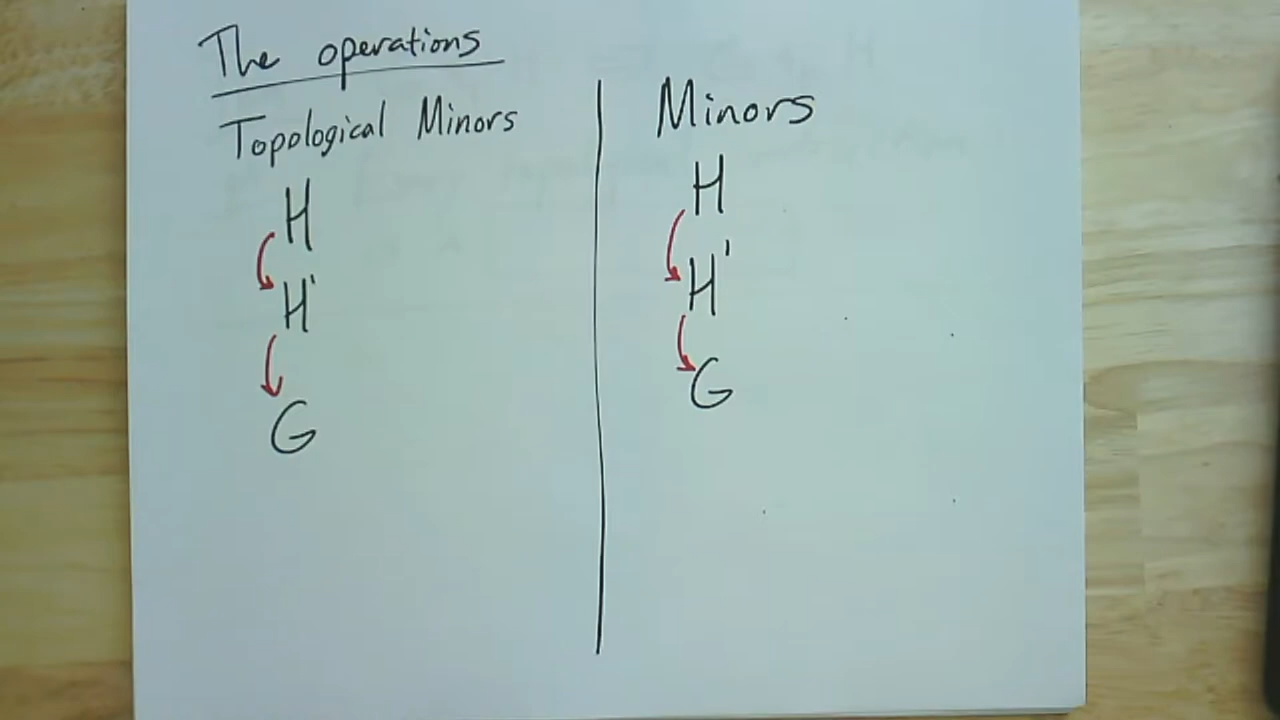 The operations
Topological Minors
H
H'
G
Minors
H
H'
G